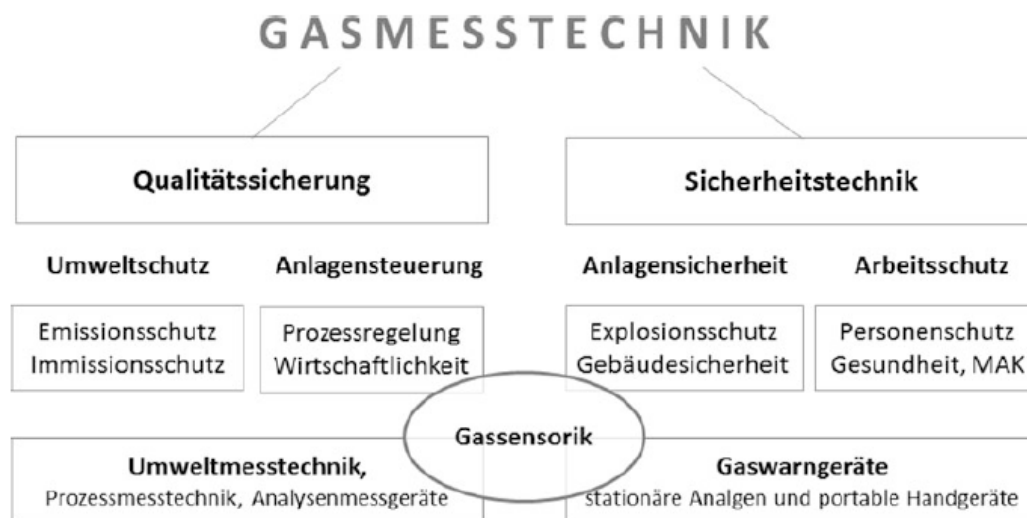 GASMESSTECHNIK
Qualitätssicherung
Sicherheitstechnik
Umweltschutz
Anlagensteuerung
Anlagensicherheit
Arbeitsschutz
Emissionsschutz
Immissionsschutz
Prozessregelung
Wirtschaftlichkeit
Explosionsschutz
Gebäudesicherheit
Personenschutz
Gesundheit, MAK
Gassensorik
Umweltmesstechnik,
Prozessmesstechnik, Analysenmessgeräte
Gaswarngeräte
stationäre Analgen und portable Handgeräte